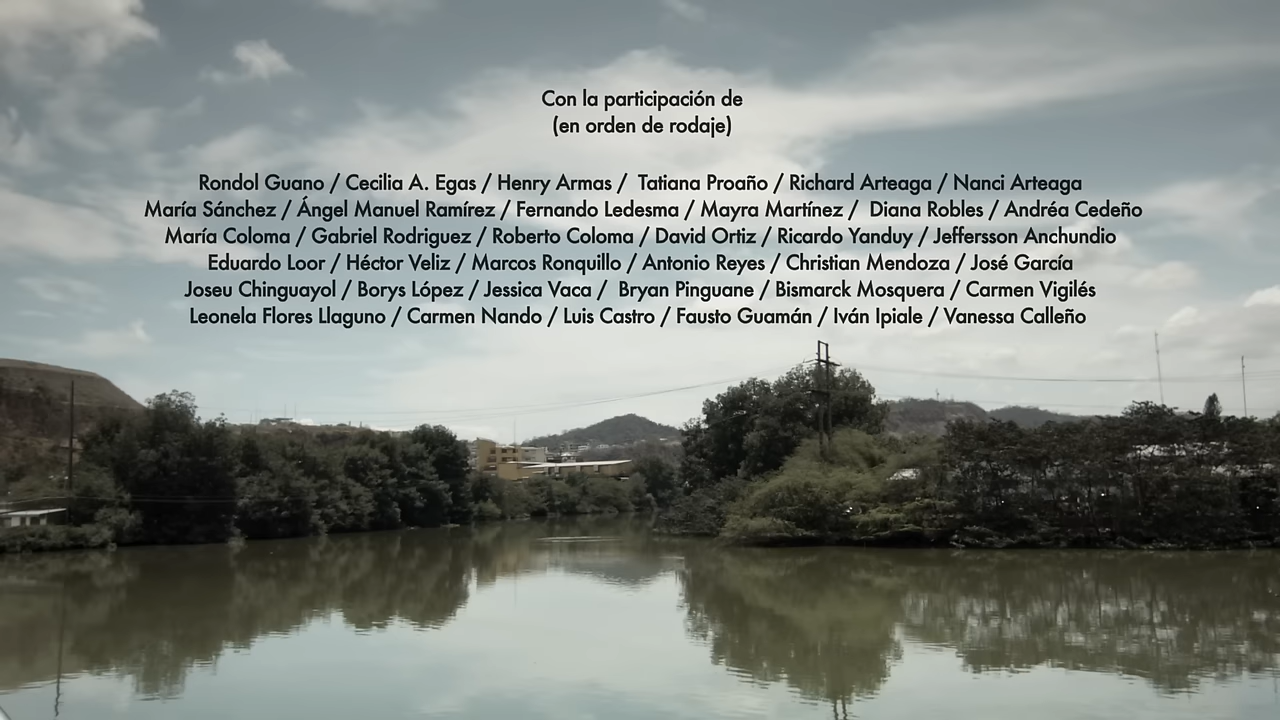 Con la participación de
(en orden de rodaje)
Rondol Guano / Cecilia A. Egas / Henry Armas / Tatiana Proaño / Richard Arteaga / Nanci Arteaga
María Sánchez / Ángel Manuel Ramírez / Fernando Ledesma / Mayra Martínez / Diana Robles / Andréa Cedeño
María Coloma / Gabriel Rodriguez / Roberto Coloma / David Ortiz / Ricardo Yanduy / Jeffersson Anchundio
Eduardo Loor / Héctor Veliz / Marcos Ronquillo / Antonio Reyes / Christian Mendoza / José García
Joseu Chinguayol / Borys López / Jessica Vaca / Bryan Pinguane / Bismarck Mosquera / Carmen Vigilés
Leonela Flores Llaguno / Carmen Nando / Luis Castro / Fausto Guamán / Iván Ipiale / Vanessa Calleño